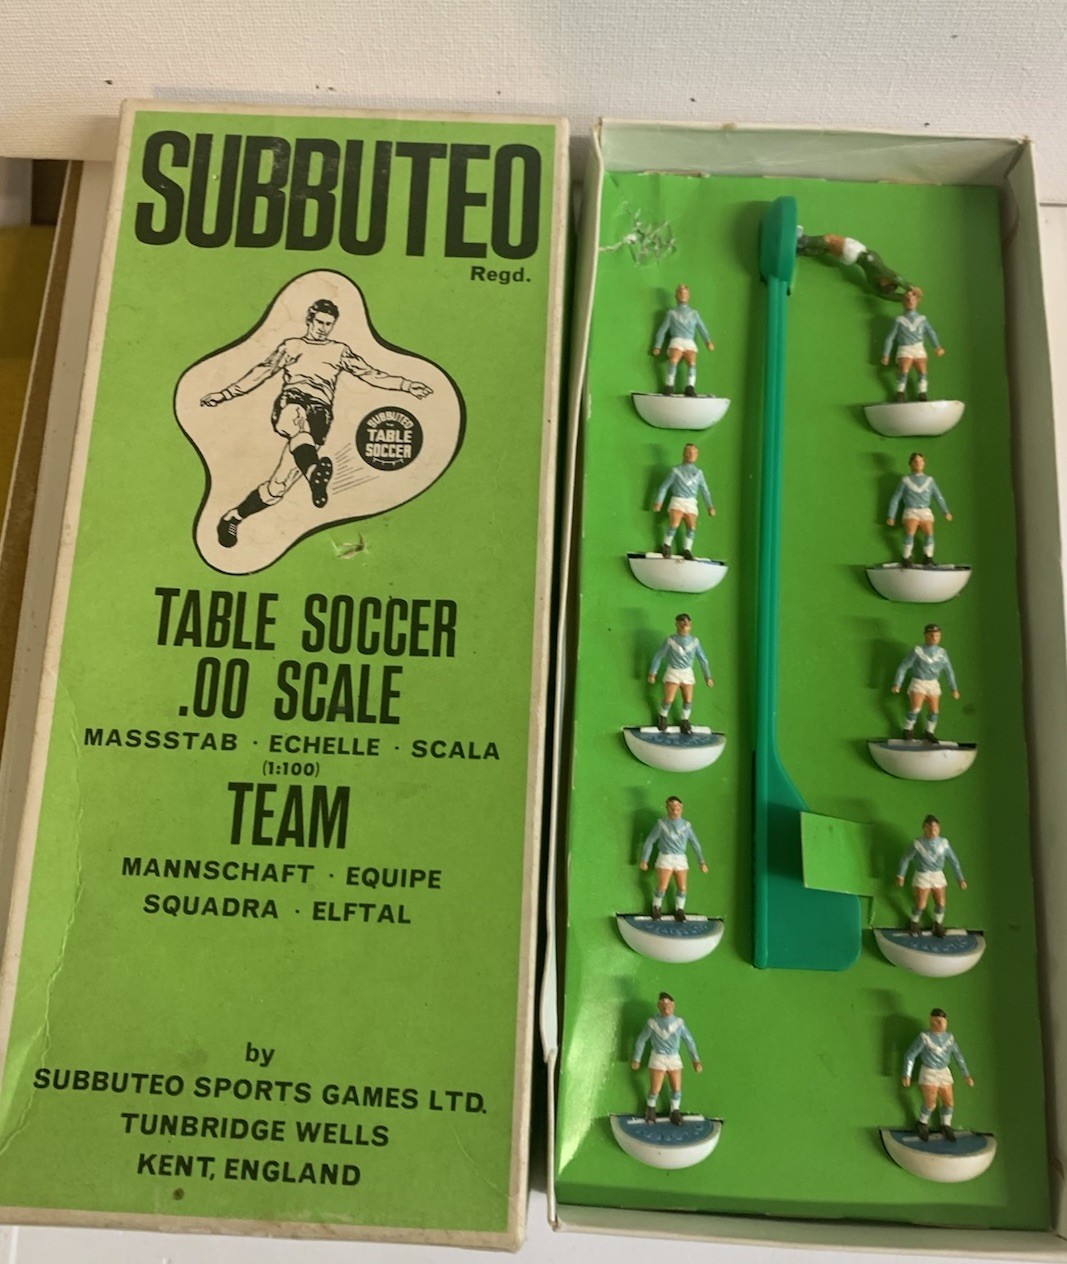 SUBBUTEO
Regd.
SUBBUTEO
TABLE
SOCCER
TABLE SOCCER
.00 SCALE
MASSSTAB · ECHELLE · SCALA
(1:100)
TEAM
MANNSCHAFT · EQUIPE
SQUADRA · ELFTAL
by
SUBBUTEO SPORTS GAMES LTD.
TUNBRIDGE WELLS
KENT, ENGLAND